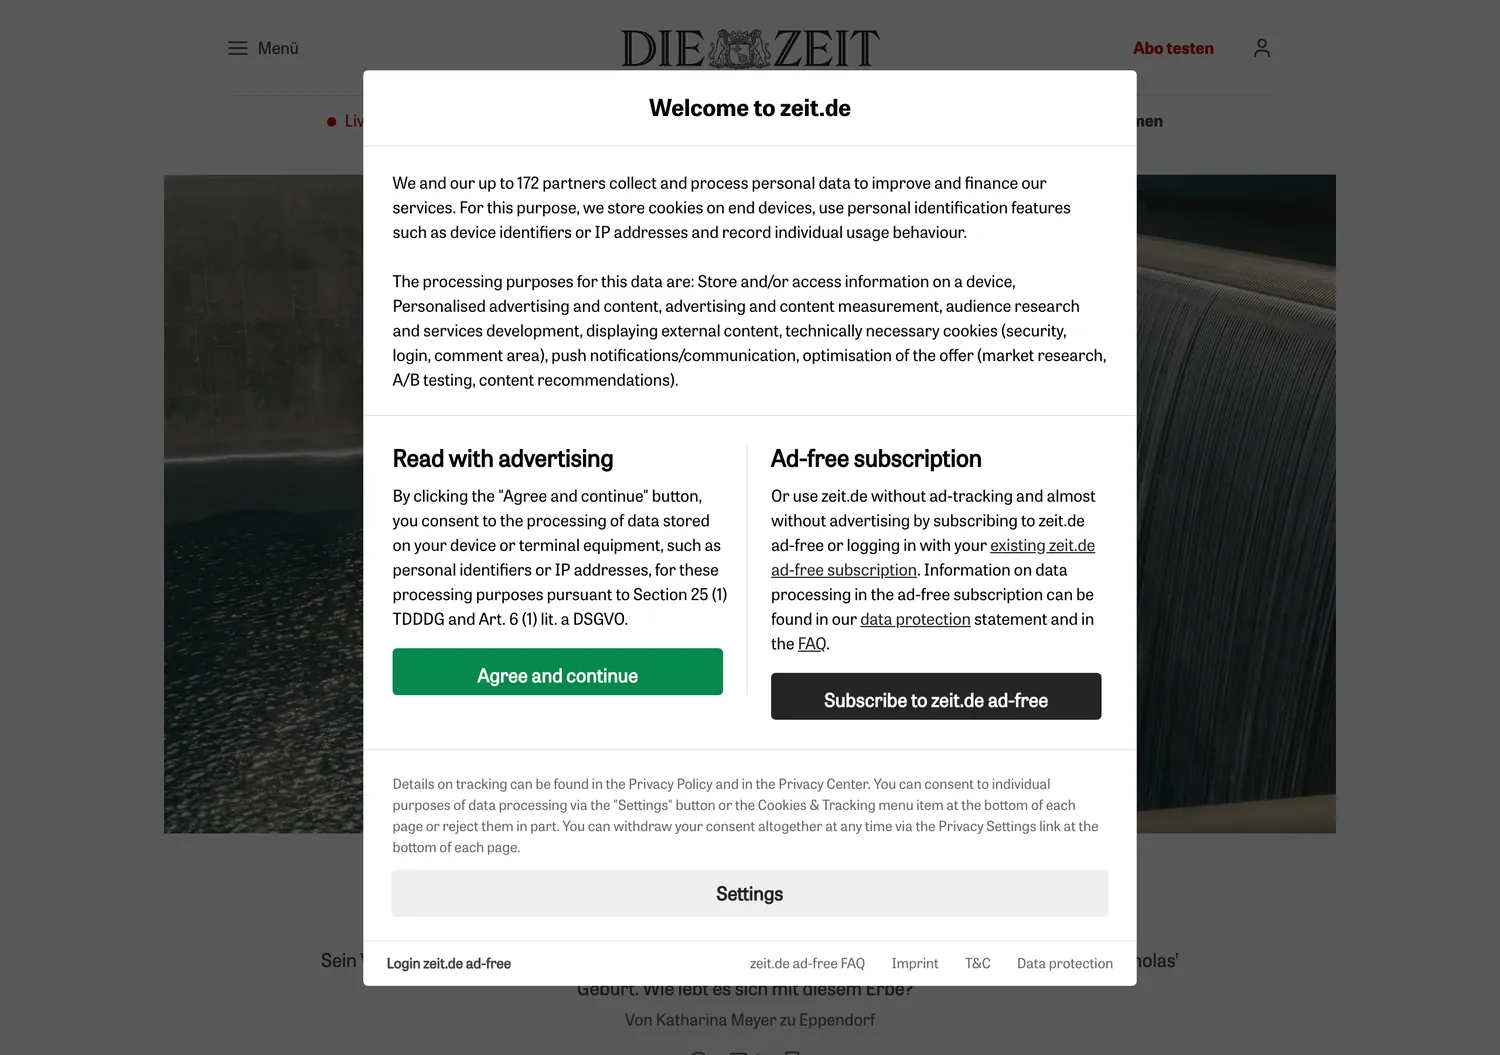 Menü
DIE ZEIT
Abo testen
Welcome to zeit.de
We and our up to 172 partners collect and process personal data to improve and finance our
services. For this purpose, we store cookies on end devices, use personal identification features
such as device identifiers or IP addresses and record individual usage behaviour.
The processing purposes for this data are: Store and/or access information on a device,
Personalised advertising and content, advertising and content measurement, audience research
and services development, displaying external content, technically necessary cookies (security,
login, comment area), push notifications/communication, optimisation of the offer (market research,
A/B testing, content recommendations).
Read with advertising
By clicking the "Agree and continue" button,
you consent to the processing of data stored
on your device or terminal equipment, such as
personal identifiers or IP addresses, for these
processing purposes pursuant to Section 25 (1)
TDDDG and Art. 6 (1) lit. a DSGVO.
Agree and continue
Ad-free subscription
Or use zeit.de without ad-tracking and almost
without advertising by subscribing to zeit.de
ad-free or logging in with your existing zeit.de
ad-free subscription. Information on data
processing in the ad-free subscription can be
found in our data protection statement and in
the FAQ.
Subscribe to zeit.de ad-free
Details on tracking can be found in the Privacy Policy and in the Privacy Center. You can consent to individual
purposes of data processing via the "Settings" button or the Cookies & Tracking menu item at the bottom of each
page or reject them in part. You can withdraw your consent altogether at any time via the Privacy Settings link at the
bottom of each page.
Settings
Login zeit.de ad-free
zeit.de ad-free FAQ
Imprint
T&C
Data protection
Sein
Geburt. Wie lebt es sich mit diesem Erbe?
Von Katharina Meyer zu Eppendorf